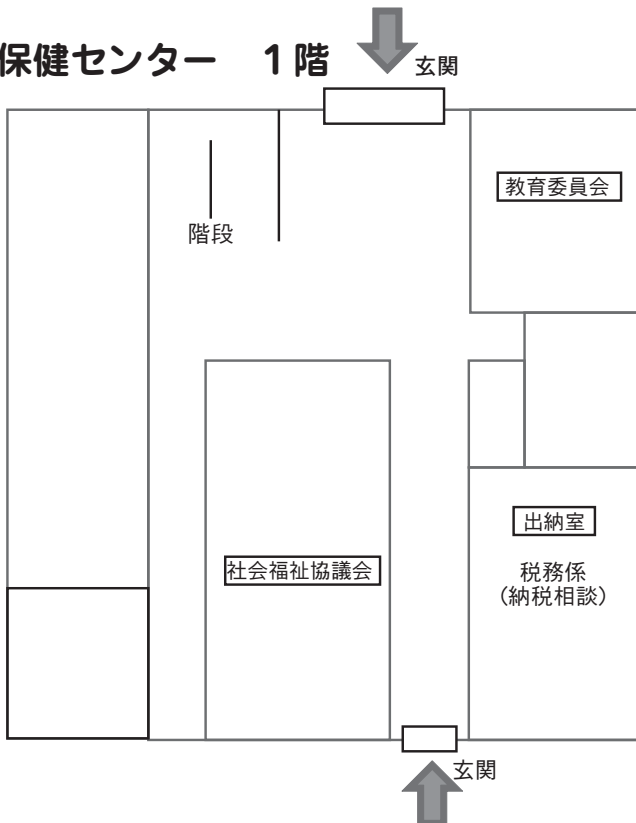 保健センター　１階
玄関
教育委員会
階段
出納室
社会福祉協議会
税務係
（納税相談）
玄関